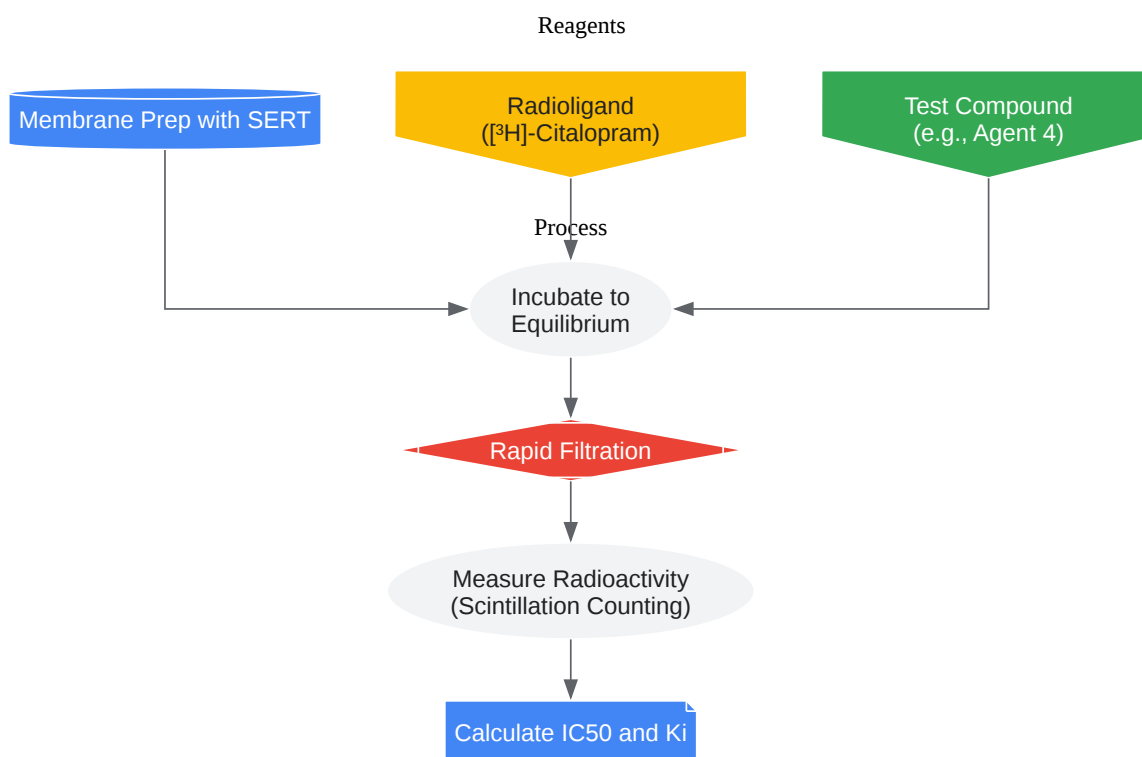 Reagents
Membrane Prep with SERT
Radioligand
([³H]-Citalopram)
Test Compound
(e.g., Agent 4)
Process
Incubate to
Equilibrium
Rapid Filtration
Measure Radioactivity
(Scintillation Counting)
Calculate IC50 and Ki